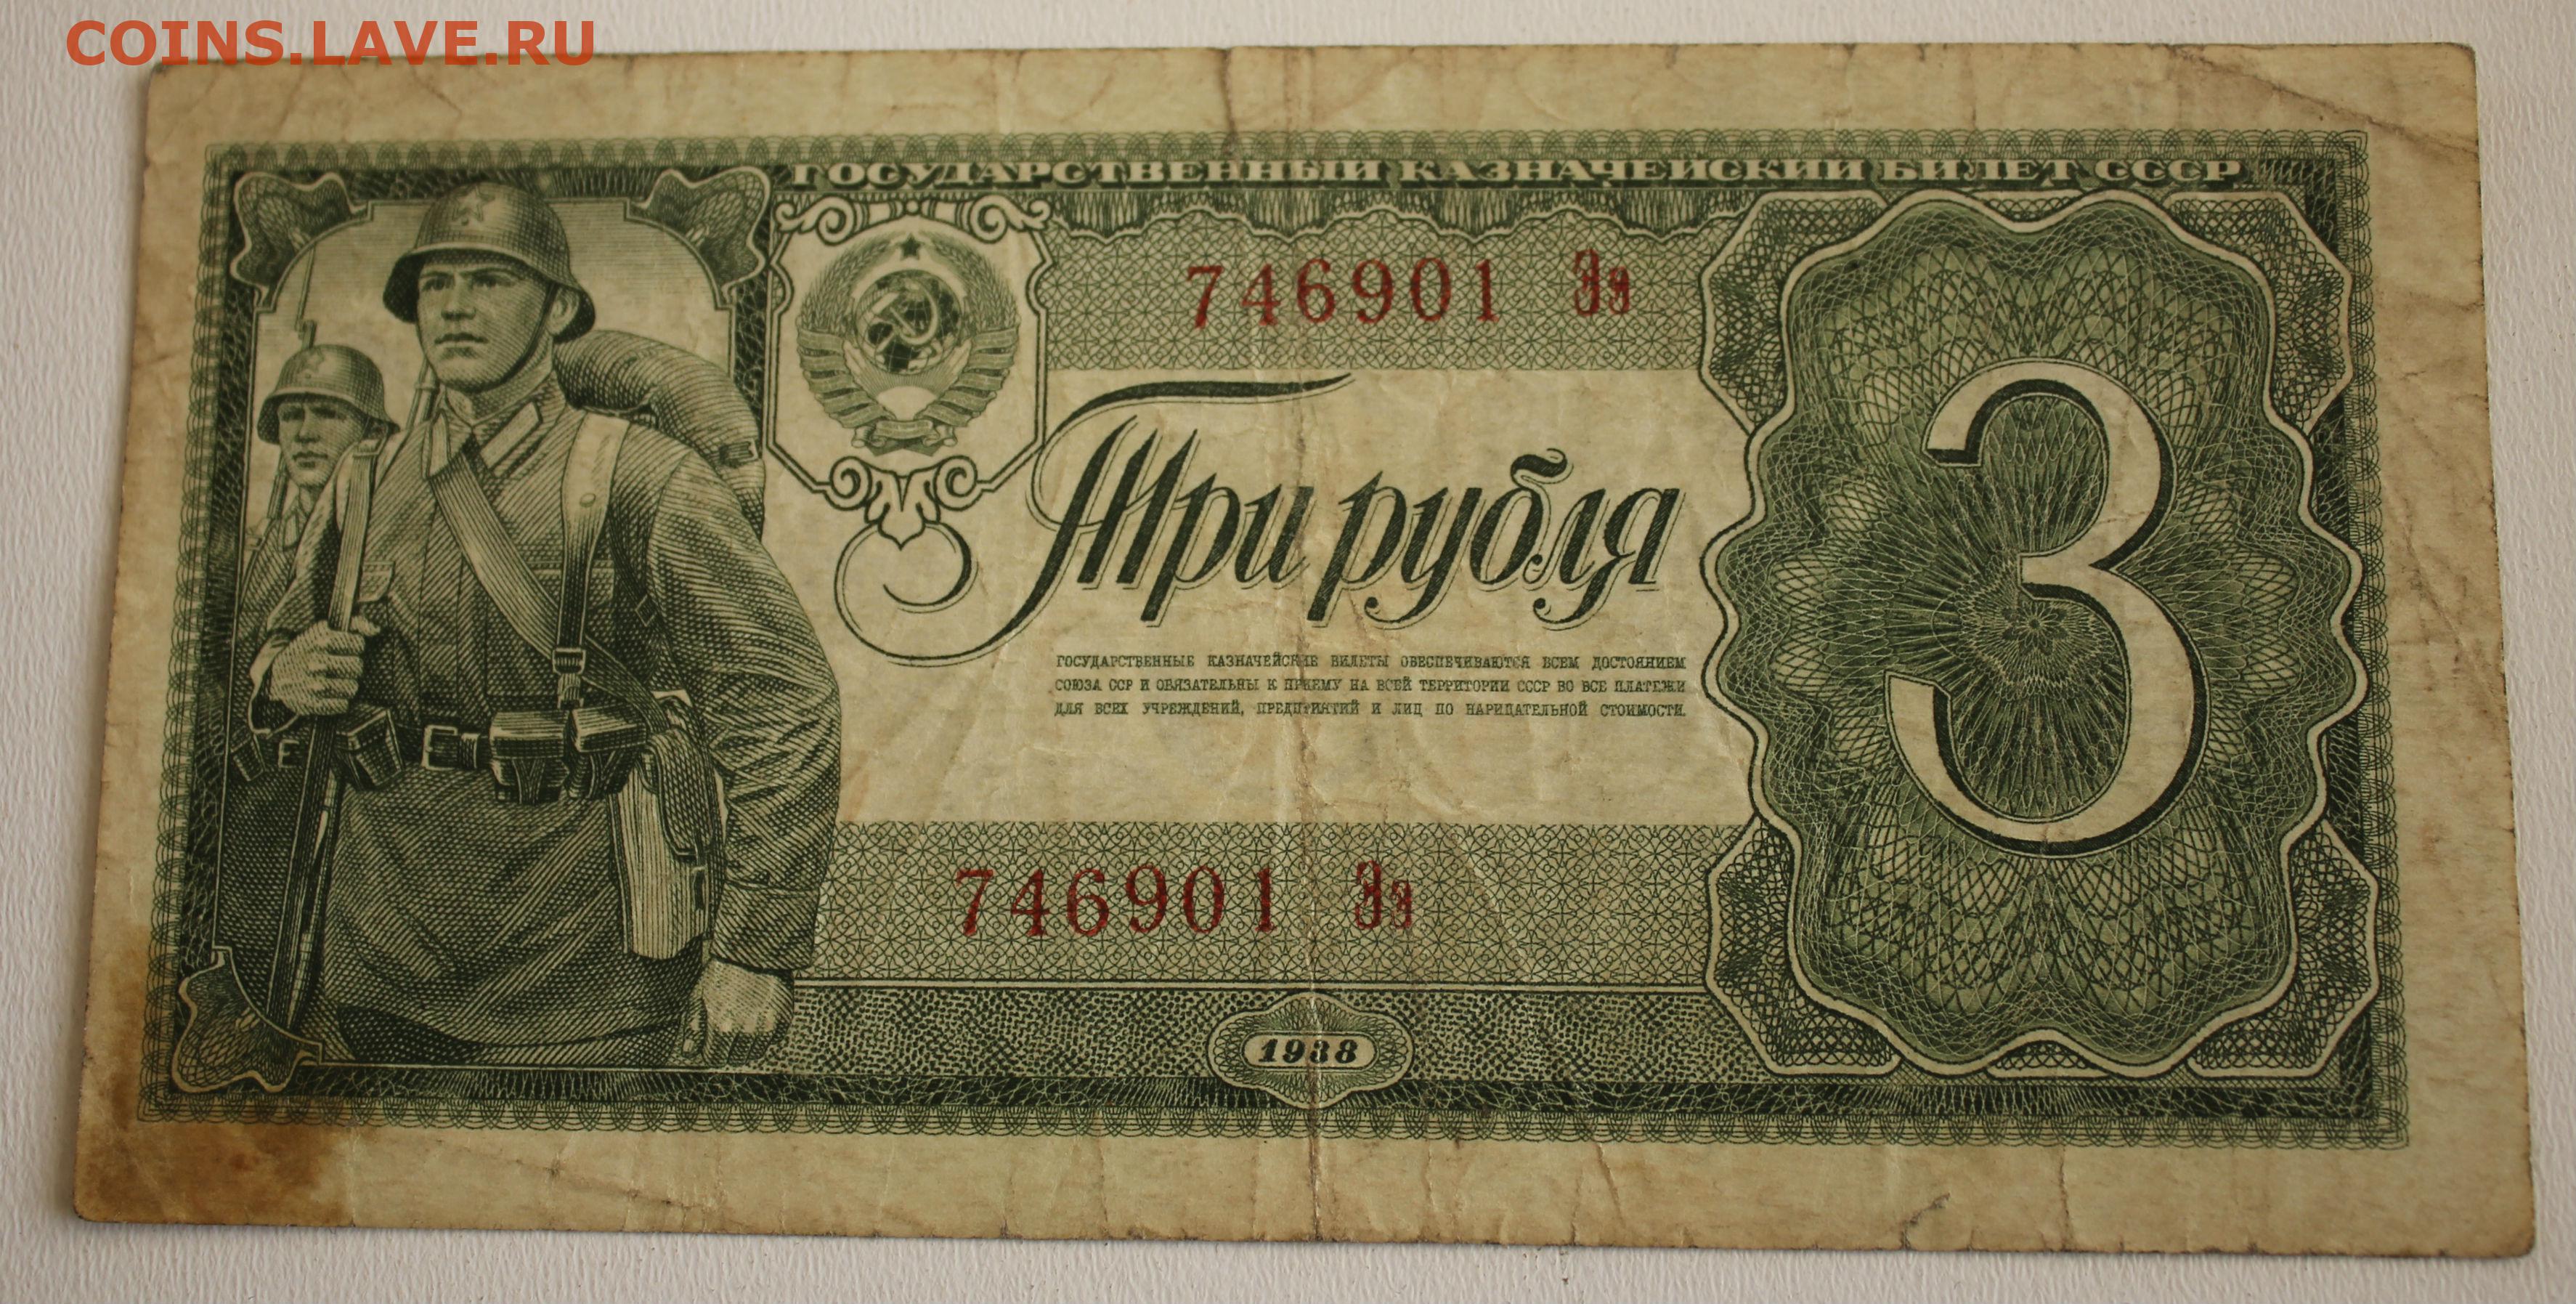 COINS.LAVE.RU
ГОСУДАРСТВЕННЫЙ КАЗНАЧЕЙСКИЙ БИЛЕТ СССР
746901 Зэ
Три рубля
3
ГОСУДАРСТВЕННЫЕ КАЗНАЧЕЙСКИЕ БИЛЕТЫ ОБЕСПЕЧИВАЮТСЯ ВСЕМ ДОСТОЯНИЕМ
СОЮЗА ССР И ОБЯЗАТЕЛЬНЫ К ПРИЕМУ НА ВСЕЙ ТЕРРИТОРИИ СССР ВО ВСЕ ПЛАТЕЖИ
ДЛЯ ВСЕХ УЧРЕЖДЕНИЙ, ПРЕДПРИЯТИЙ И ЛИЦ ПО НАРИЦАТЕЛЬНОЙ СТОИМОСТИ.
746901 Зэ
1938